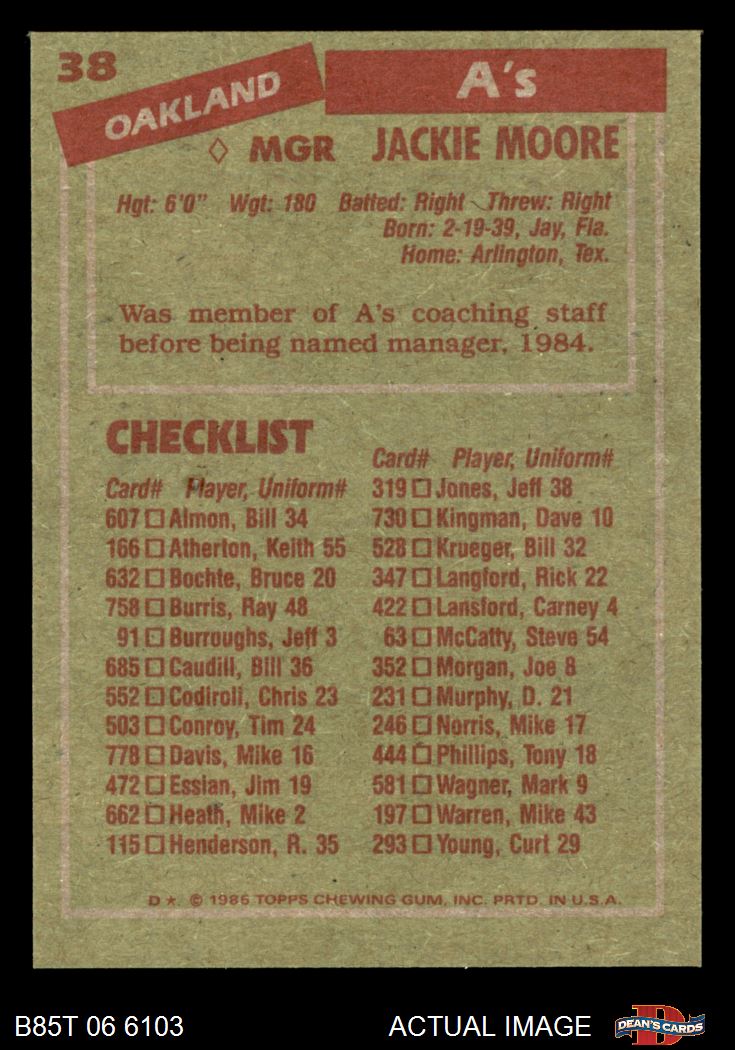 38
OAKLAND
A's
◊ MGR JACKIE MOORE
Hgt: 6'0" Wgt: 180 Batted: Right Threw: Right
Born: 2-19-39, Jay, Fla.
Home: Arlington, Tex.
Was member of A's coaching staff
before being named manager, 1984.
CHECKLIST
Card# Player, Uniform#
607 □ Almon, Bill 34
166 □ Atherton, Keith 55
632 □ Bochte, Bruce 20
758 □ Burris, Ray 48
91 □ Burroughs, Jeff 3
685 □ Caudill, Bill 36
552 □ Codiroli, Chris 23
503 □ Conroy, Tim 24
778 □ Davis, Mike 16
472 □ Essian, Jim 19
662 □ Heath, Mike 2
115 □ Henderson, R. 35
Card# Player, Uniform#
319 □ Jones, Jeff 38
730 □ Kingman, Dave 10
528 □ Krueger, Bill 32
347 □ Langford, Rick 22
422 □ Lansford, Carney 4
63 □ McCatty, Steve 54
352 □ Morgan, Joe 8
231 □ Murphy, D. 21
246 □ Norris, Mike 17
444 □ Phillips, Tony 18
581 □ Wagner, Mark 9
197 □ Warren, Mike 43
293 □ Young, Curt 29
D★. © 1986 TOPPS CHEWING GUM, INC. PRTD. IN U.S.A.
B85T 06 6103 ACTUAL IMAGE
D
DEAN'S CARDS